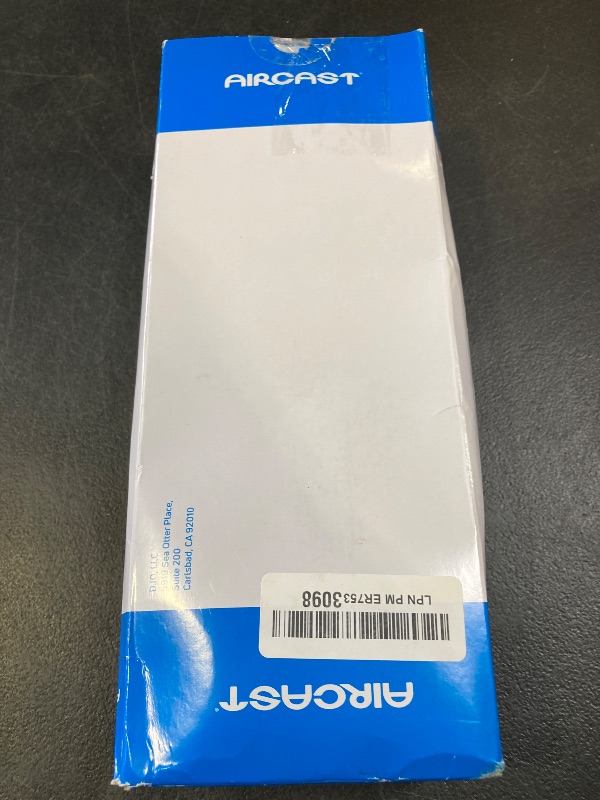 AIRCAST
DJO, LLC
Sea Otter Place,
Suite 200
Carlsbad, CA 92010
LPN PM ER7533098
AIRCAST®